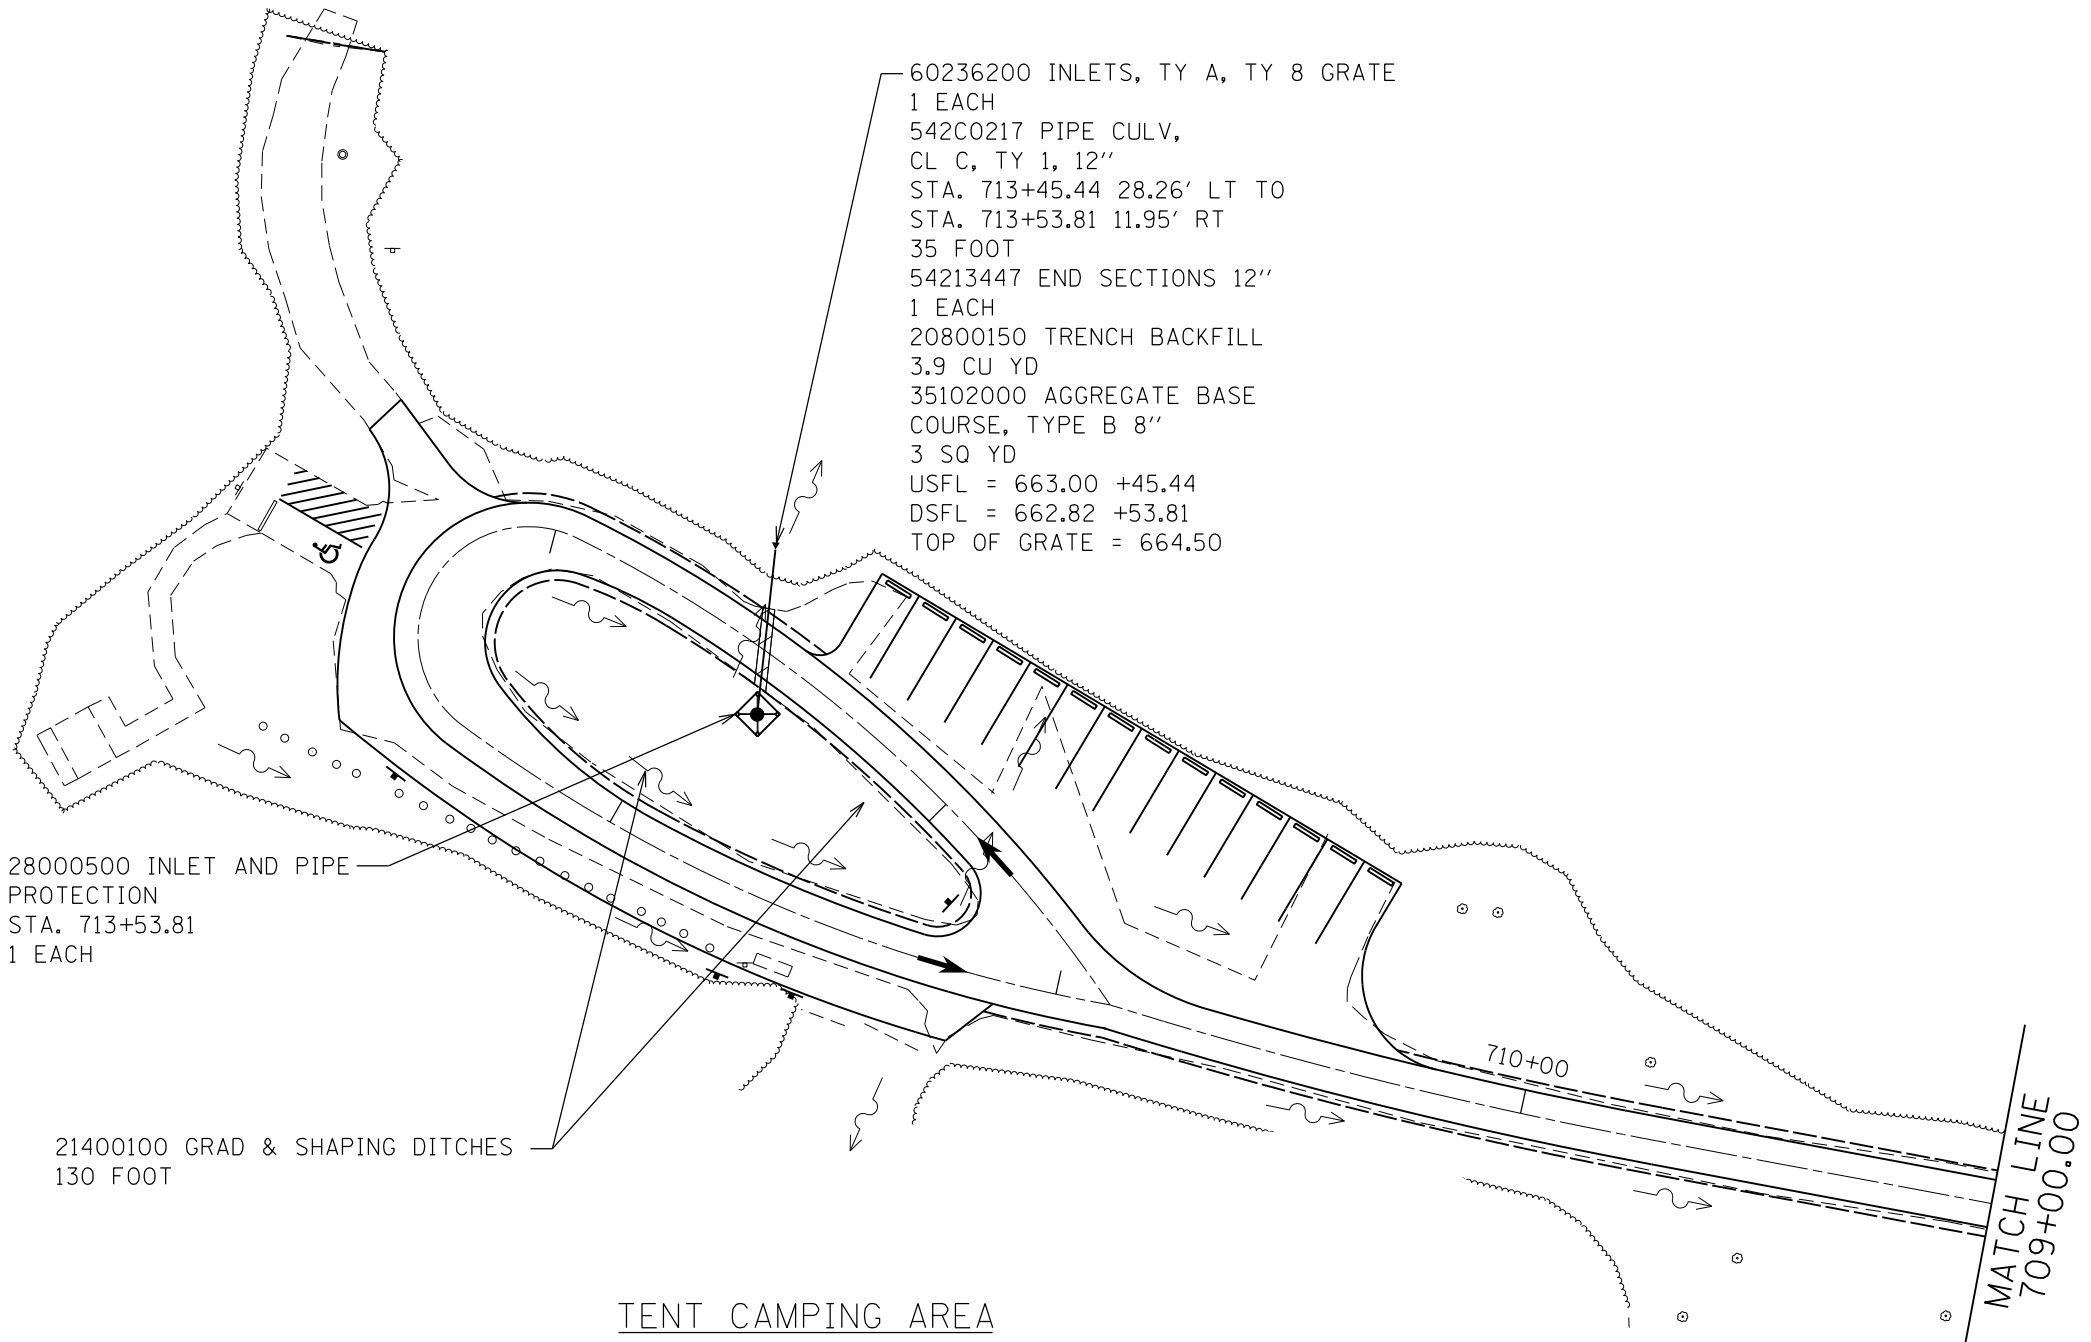 60236200 INLETS, TY A, TY 8 GRATE
1 EACH
542C0217 PIPE CULV,
CL C, TY 1, 12''
STA. 713+45.44 28.26' LT TO
STA. 713+53.81 11.95' RT
35 FOOT
54213447 END SECTIONS 12''
1 EACH
20800150 TRENCH BACKFILL
3.9 CU YD
35102000 AGGREGATE BASE
COURSE, TYPE B 8''
3 SQ YD
USFL = 663.00 +45.44
DSFL = 662.82 +53.81
TOP OF GRATE = 664.50
28000500 INLET AND PIPE
PROTECTION
STA. 713+53.81
1 EACH
710+00
21400100 GRAD & SHAPING DITCHES
130 FOOT
MATCH LINE
709+00.00
TENT CAMPING AREA